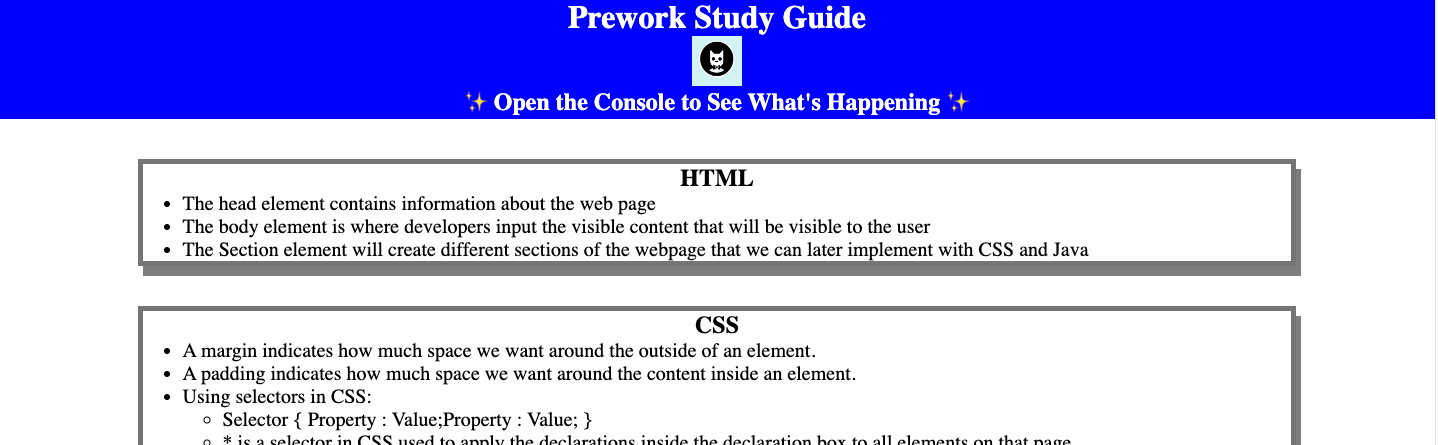 Prework Study Guide
✨ Open the Console to See What's Happening ✨
HTML
The head element contains information about the web page
The body element is where developers input the visible content that will be visible to the user
The Section element will create different sections of the webpage that we can later implement with CSS and Java
CSS
A margin indicates how much space we want around the outside of an element.
A padding indicates how much space we want around the content inside an element.
Using selectors in CSS:
Selector { Property : Value;Property : Value; }
* is a selector in CSS used to apply the declarations inside the declaration box to all elements on that page